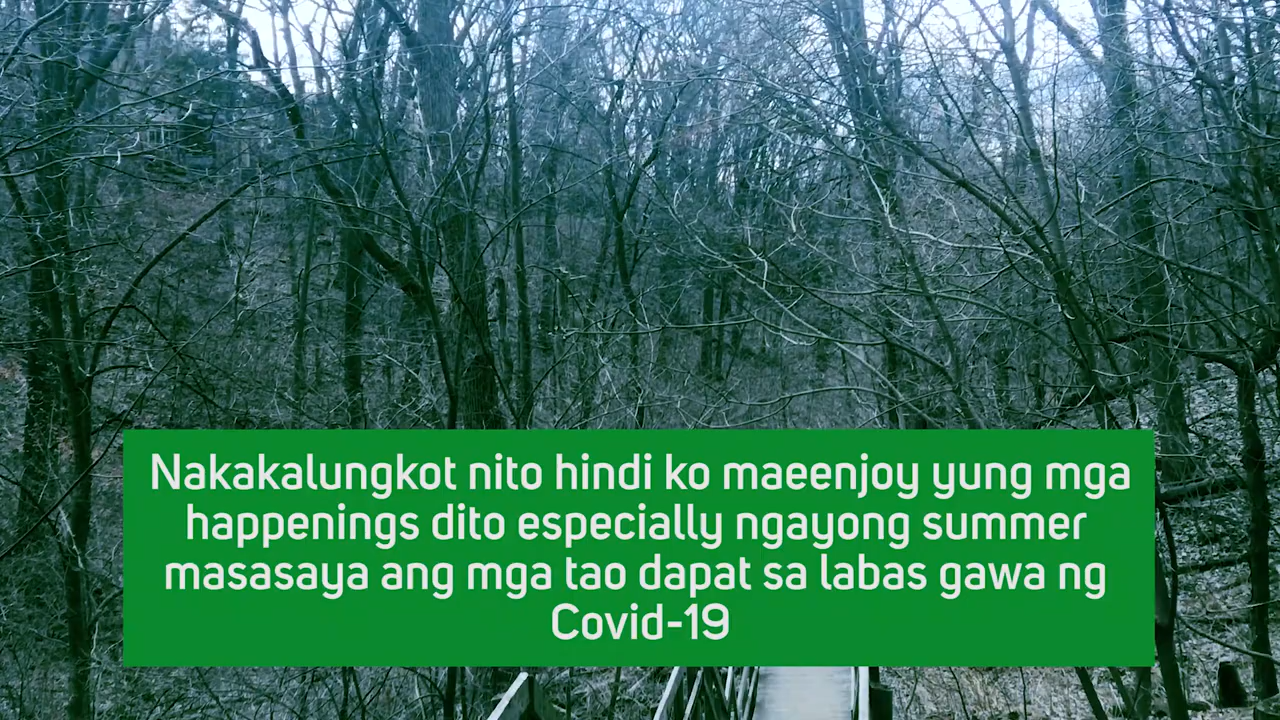 Nakakalungkot nito hindi ko maeenjoy yung mga
happenings dito especially ngayong summer
masasaya ang mga tao dapat sa labas gawa ng
Covid-19